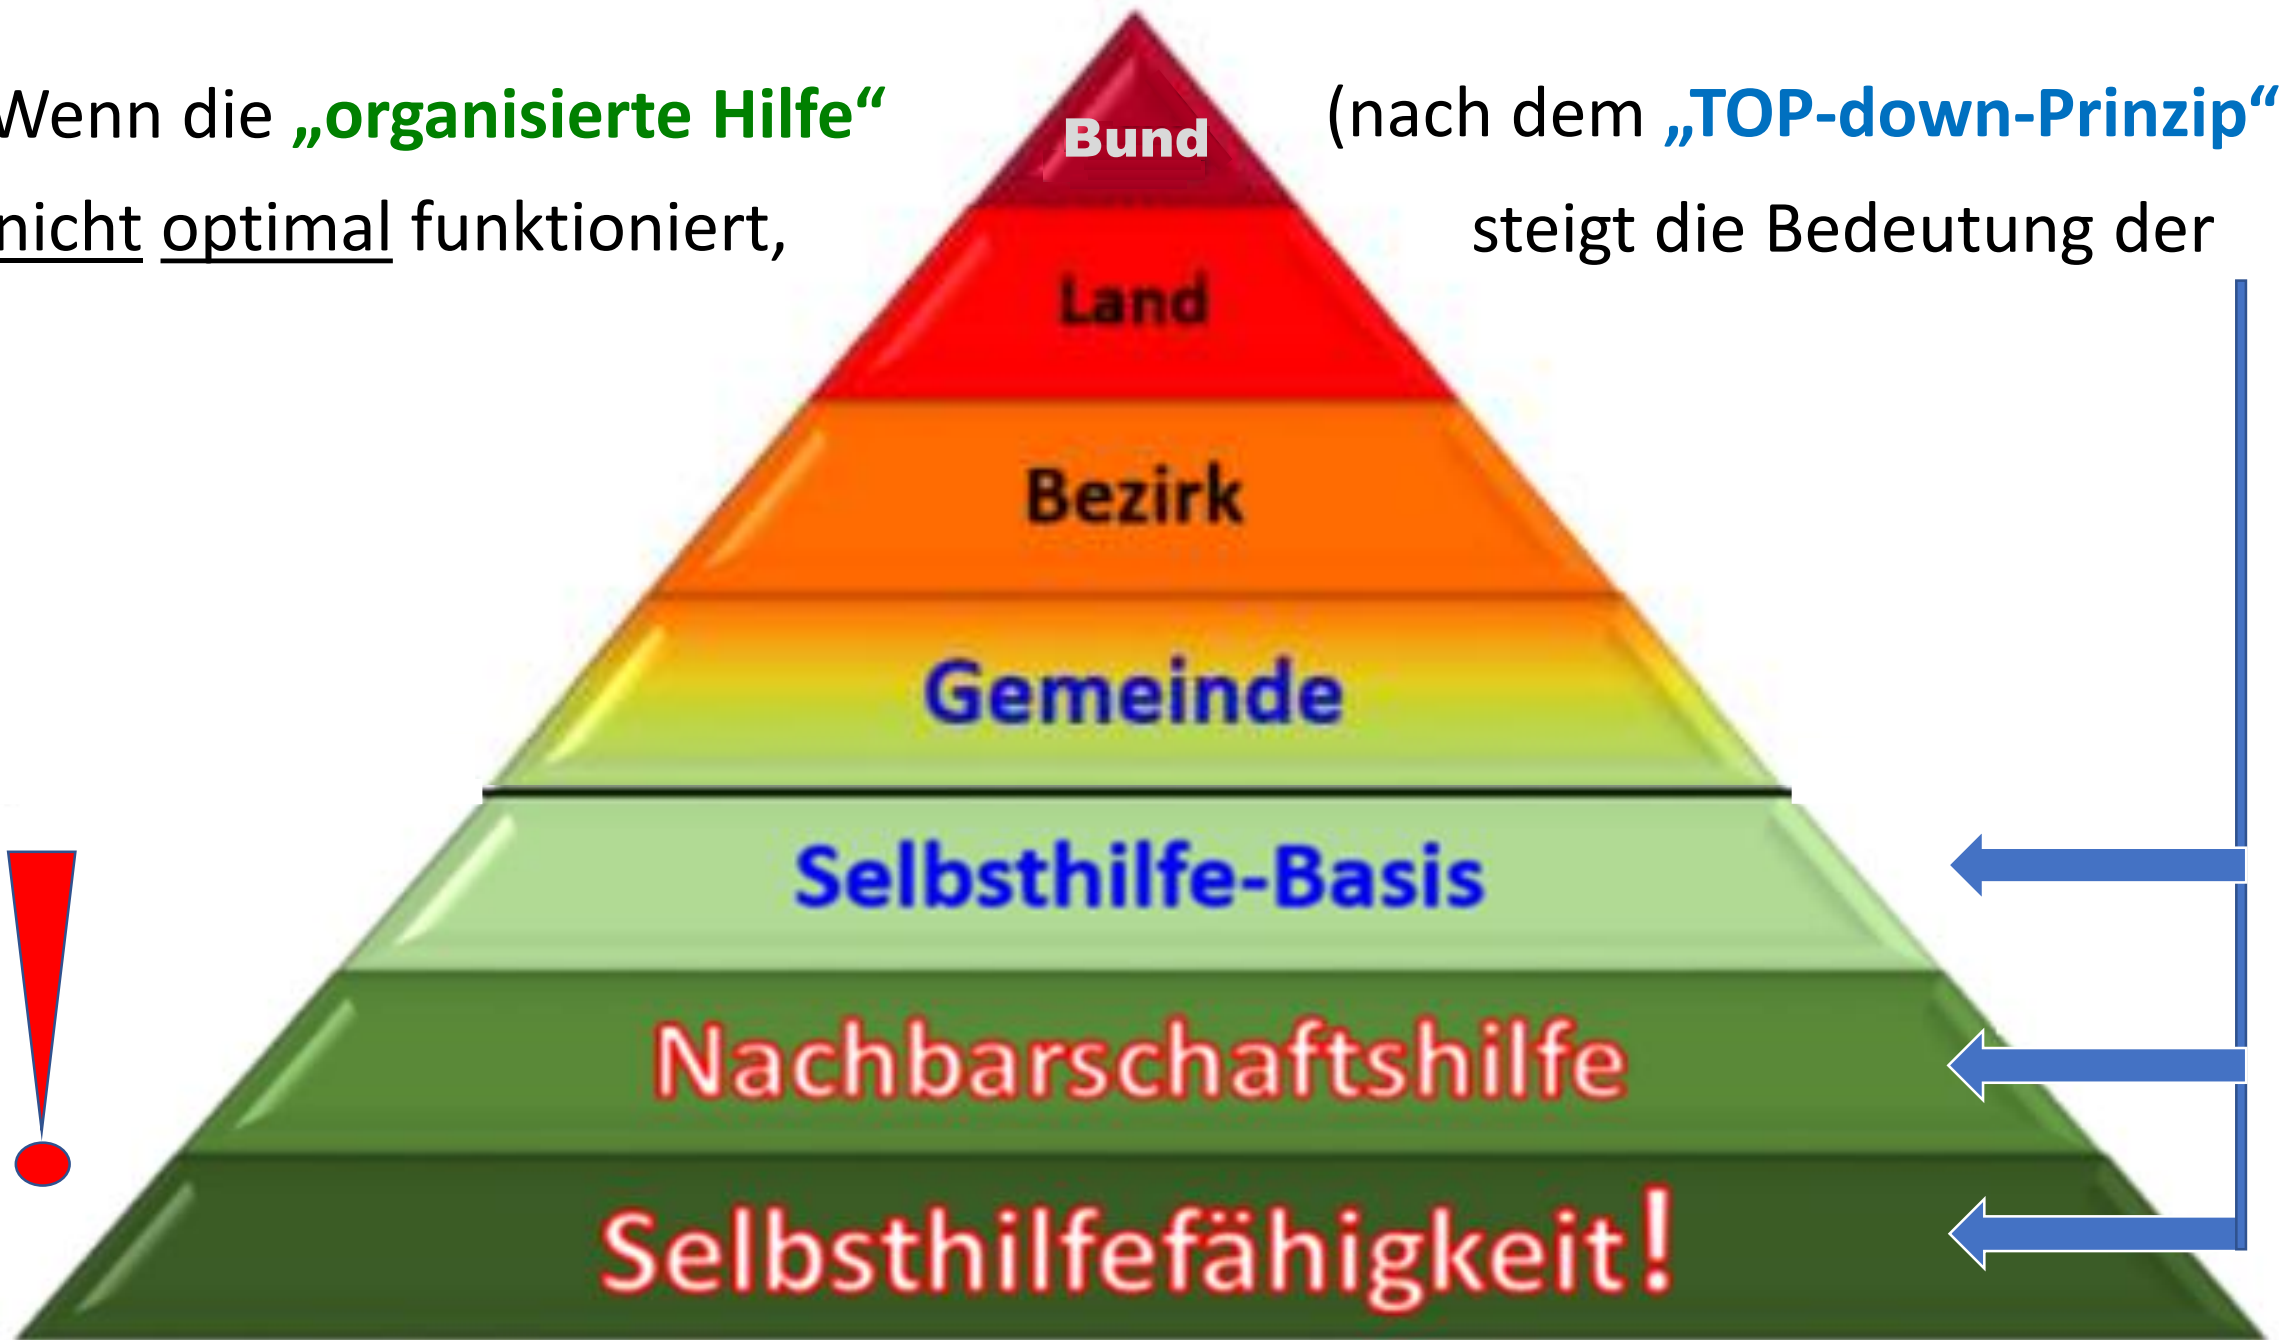 Wenn die „organisierte Hilfe“ (nach dem „TOP-down-Prinzip“
nicht optimal funktioniert, steigt die Bedeutung der
Bund
Land
Bezirk
Gemeinde
Selbsthilfe-Basis
Nachbarschaftshilfe
Selbsthilfefähigkeit!
!